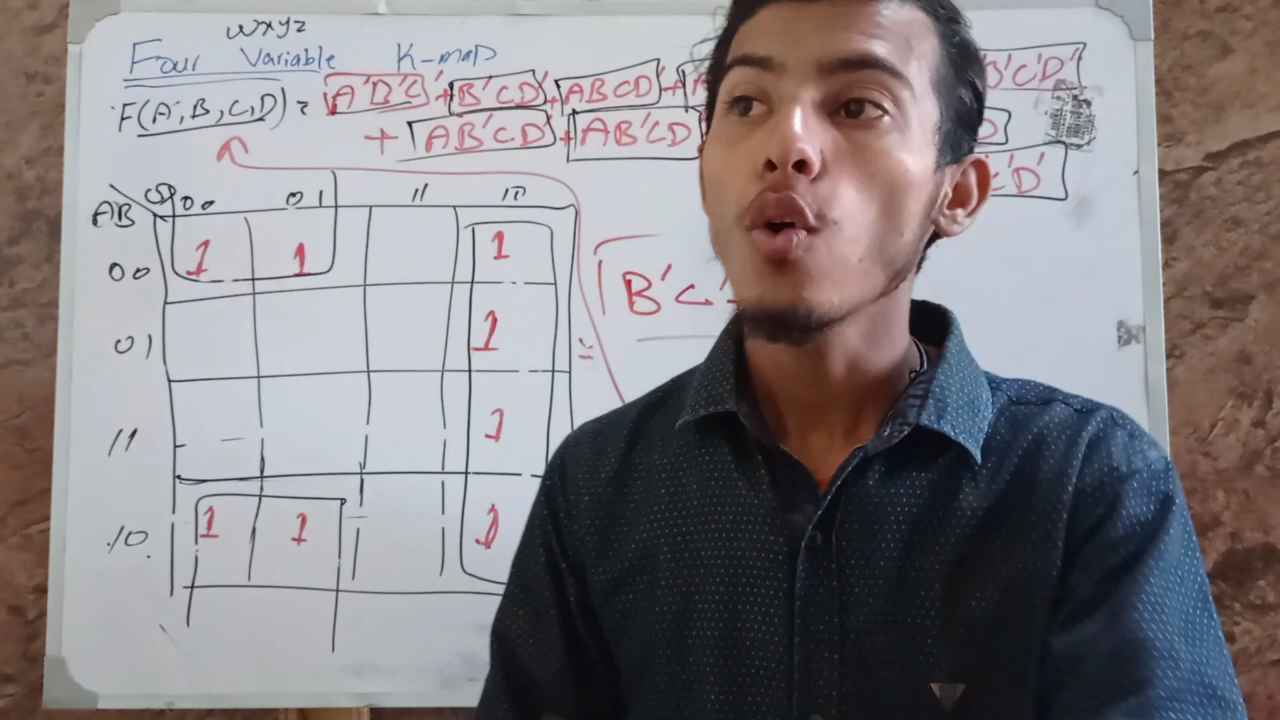 wxyz
Four Variable K-map
F(A,B,C,D) = A'B'C' + B'CD' + ABCD' + B'C'D'
+ AB'CD' + AB'CD D
C'D'
AB CD 00 01 11 10
00 1 1 1
01 1
11 1
10 1 1 1
= B'C' +